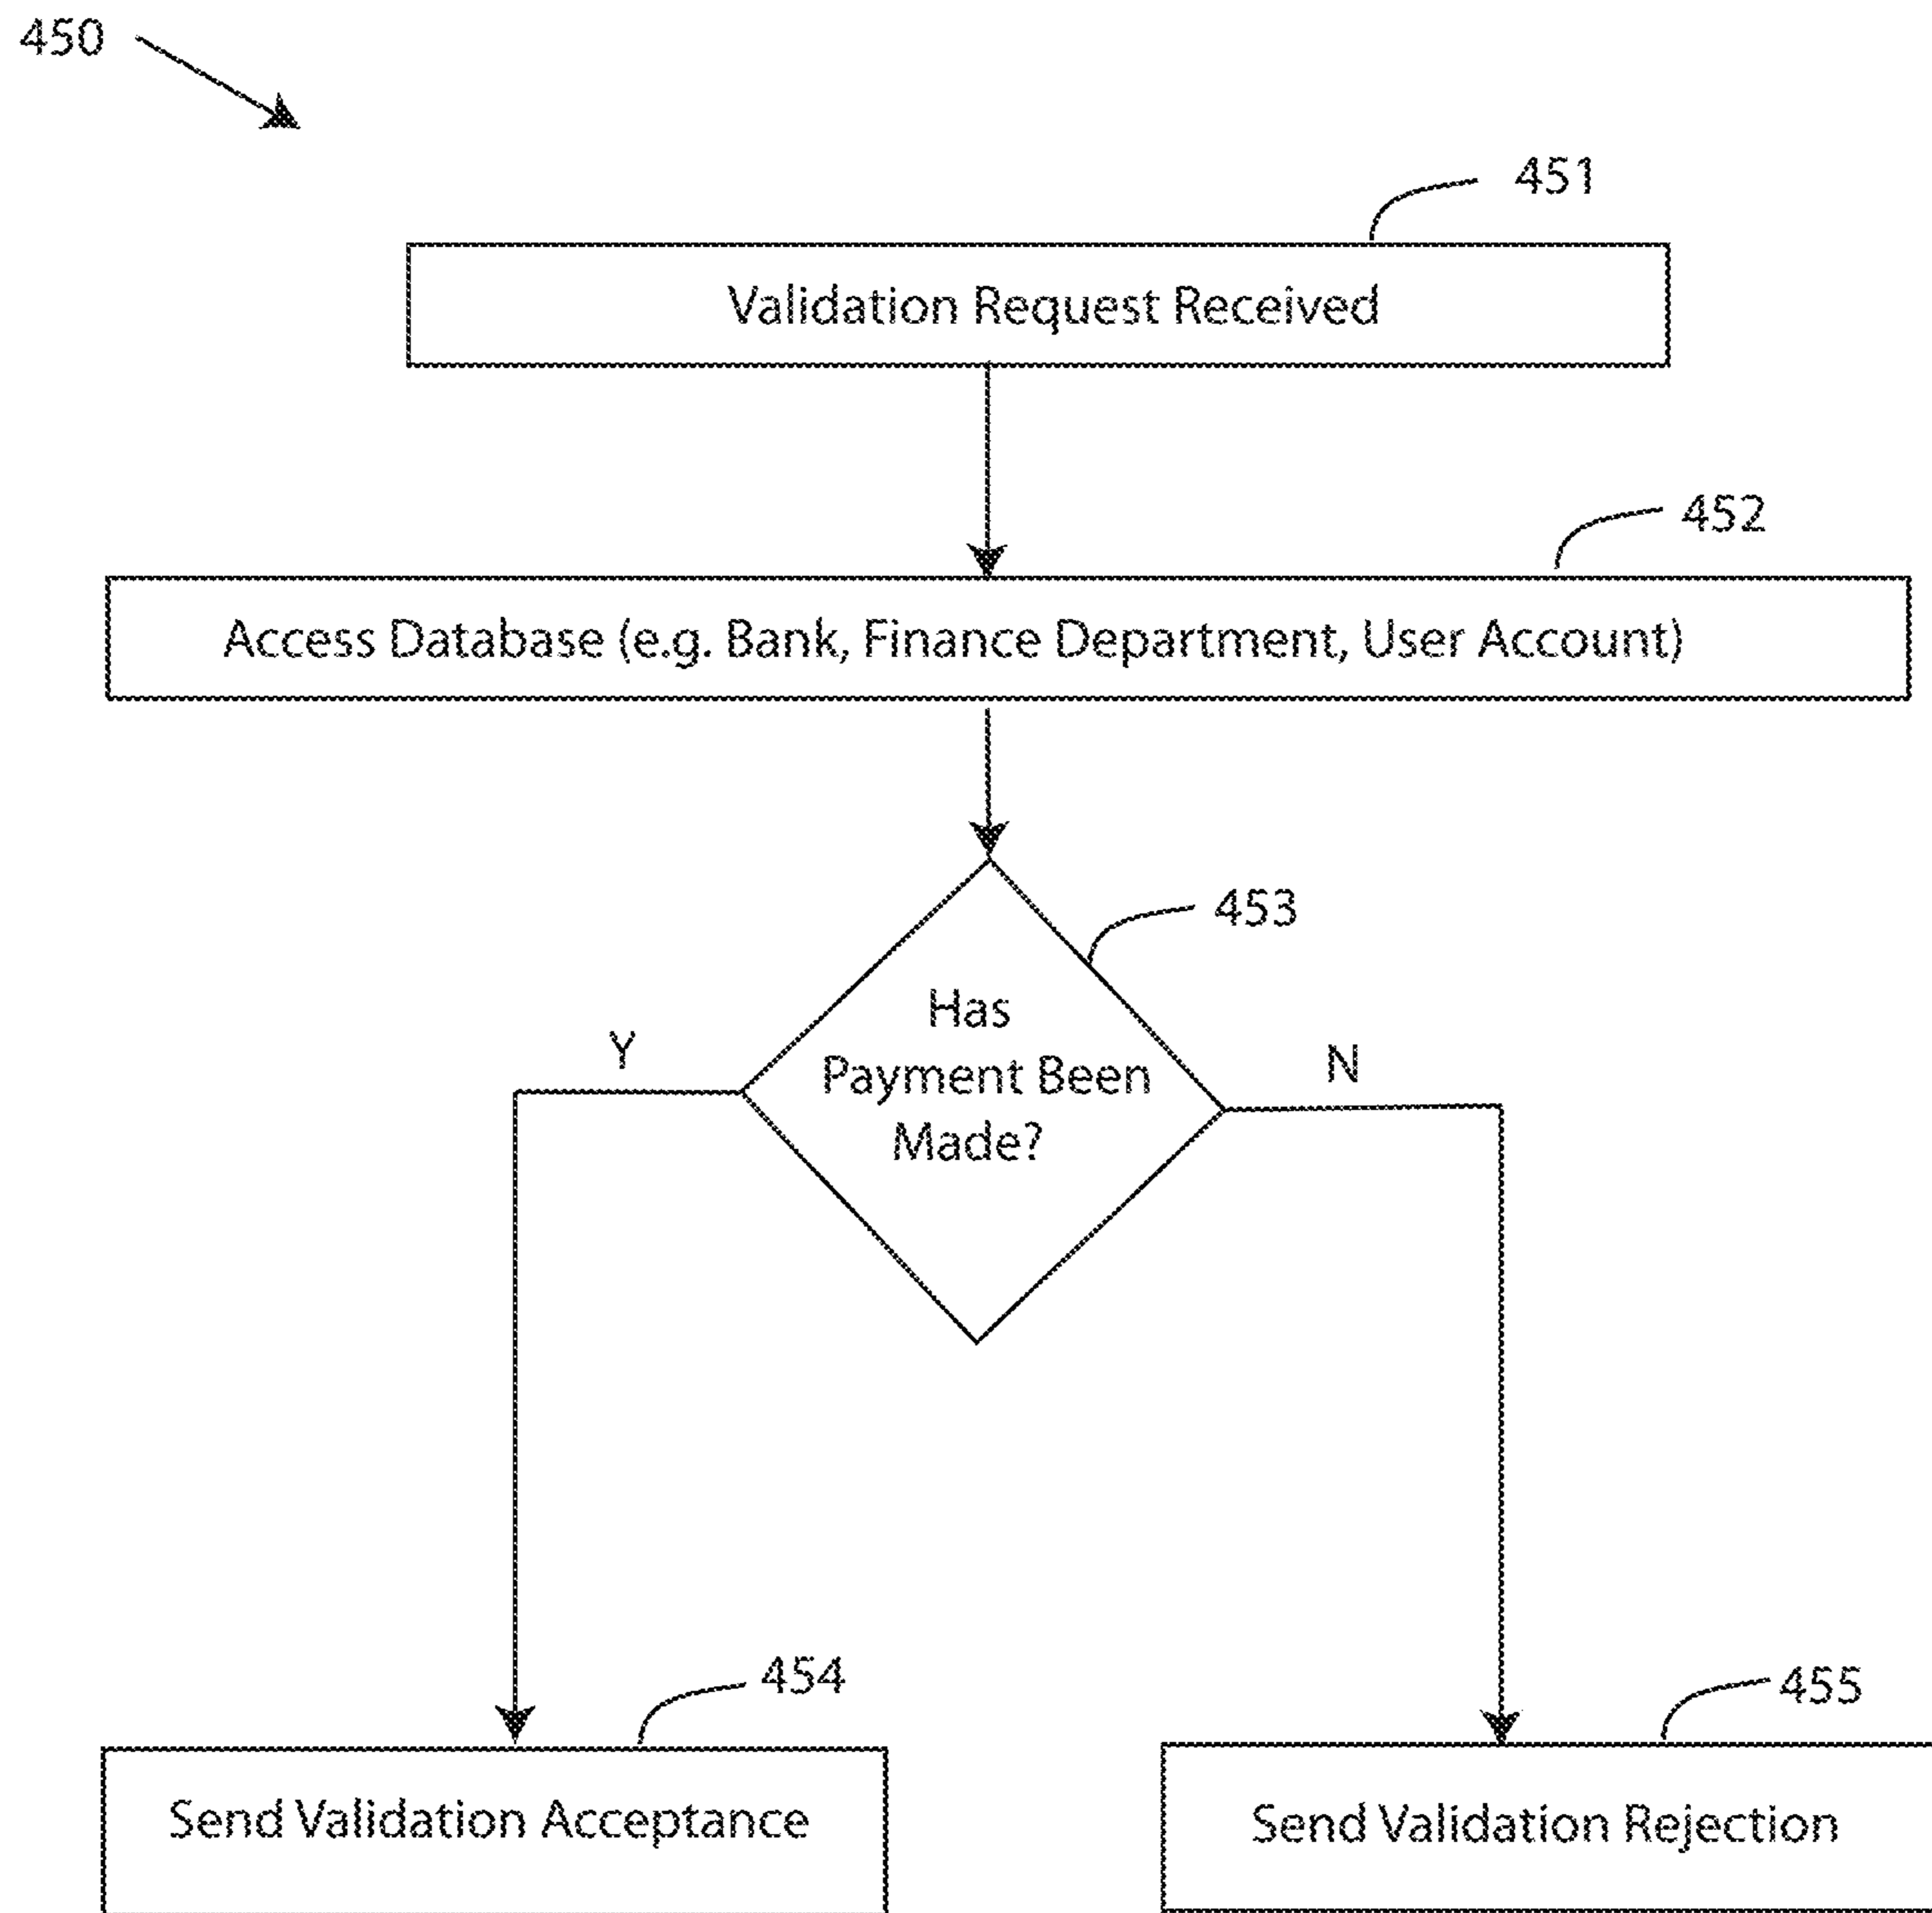 450
451
Validation Request Received
452
Access Database (e.g. Bank, Finance Department, User Account)
453
Has
Payment Been
Made?
Y
N
454
455
Send Validation Acceptance
Send Validation Rejection